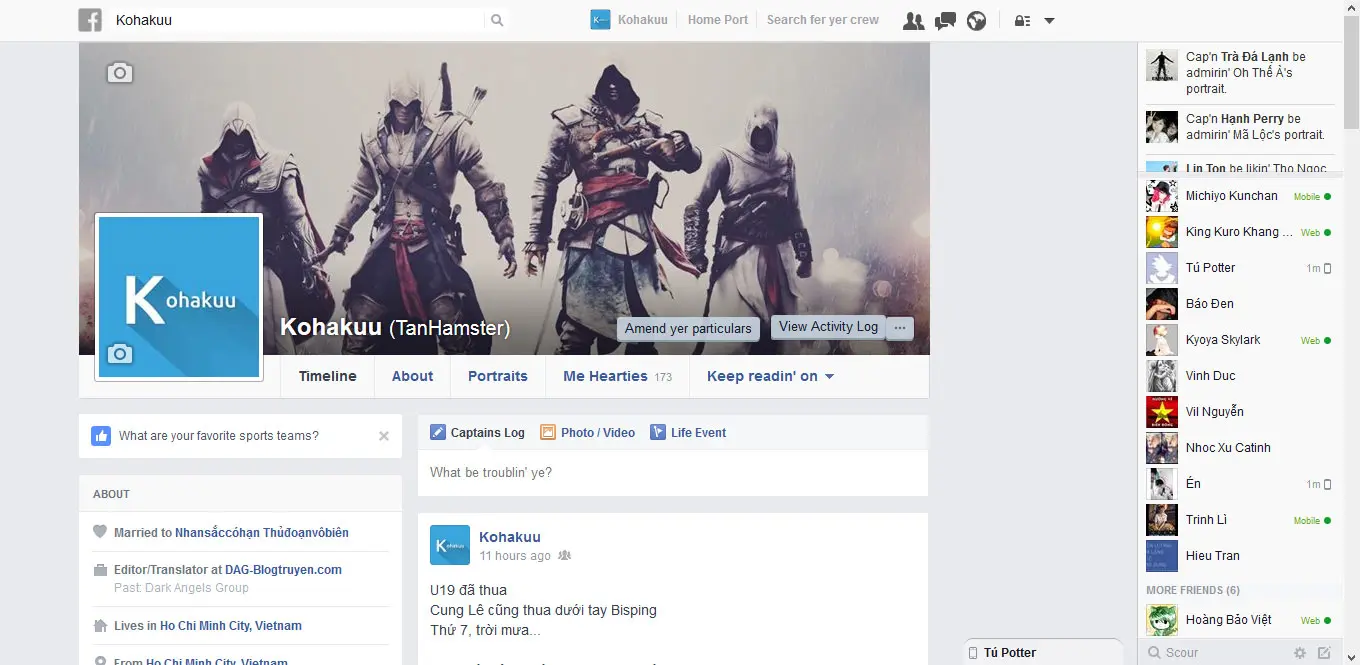 Kohakuu
Kohakuu
Home Port
Search fer yer crew
Kohakuu
Kohakuu (TanHamster)
Amend yer particulars
View Activity Log
Timeline
About
Portraits
Me Hearties 173
Keep readin' on
What are your favorite sports teams?
ABOUT
Married to Nhansắccóhạn Thủđoạnvôbiên
Editor/Translator at DAG-Blogtruyen.com
Past: Dark Angels Group
Lives in Ho Chi Minh City, Vietnam
From Ho Chi Minh City, Vietnam
Captains Log
Photo / Video
Life Event
What be troublin' ye?
Kohakuu
Kohakuu
11 hours ago
U19 đã thua
Cung Lê cũng thua dưới tay Bisping
Thứ 7, trời mưa...
Cap'n Trà Đá Lạnh be
admirin' Oh Thế À's
portrait.
Cap'n Hạnh Perry be
admirin' Mã Lộc's portrait.
Lin Ton be likin' Tho Ngoc
Michiyo Kunchan Mobile
King Kuro Khang ... Web
Tú Potter 1m
Báo Đen
Kyoya Skylark Web
Vinh Duc
Vil Nguyễn
Nhoc Xu Catinh
Én 1m
Trinh Lì Mobile
Hieu Tran
MORE FRIENDS (6)
Hoàng Bảo Việt Web
Tú Potter
Scour